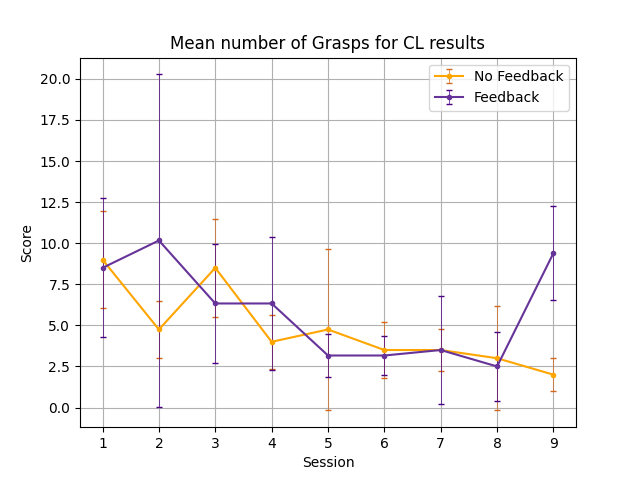 Mean number of Grasps for CL results
No Feedback
Feedback
20.0
17.5
15.0
12.5
10.0
7.5
5.0
2.5
0.0
Score
1 2 3 4 5 6 7 8 9
Session